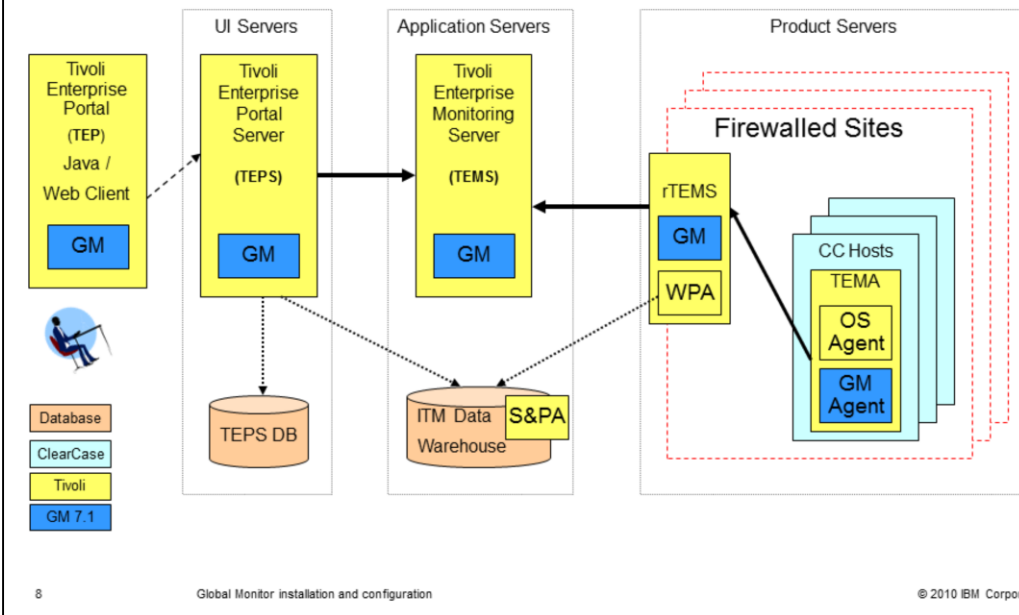 UI Servers
Application Servers
Product Servers
Tivoli
Enterprise
Portal
(TEP)
Java /
Web Client
GM
Tivoli
Enterprise
Portal
Server
(TEPS)
GM
Tivoli
Enterprise
Monitoring
Server
(TEMS)
GM
Firewalled Sites
rTEMS
GM
WPA
CC Hosts
TEMA
OS
Agent
GM
Agent
TEPS DB
ITM Data
Warehouse
S&PA
Database
ClearCase
Tivoli
GM 7.1
8
Global Monitor installation and configuration
© 2010 IBM Corpor